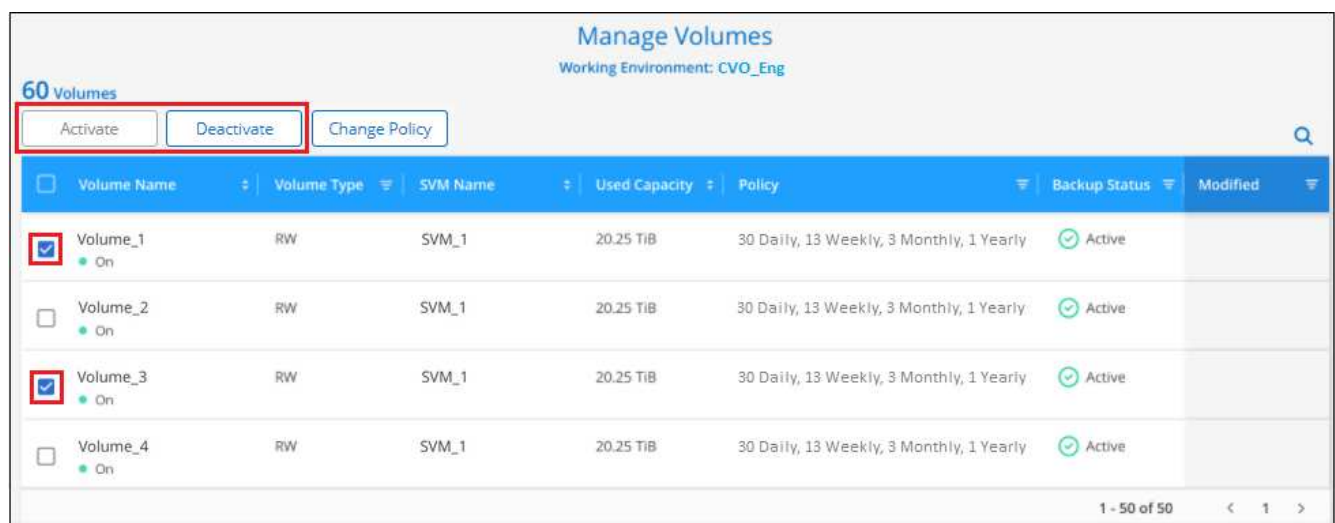 Manage Volumes
Working Environment: CVO_Eng
60 Volumes
Activate Deactivate Change Policy
Volume Name Volume Type SVM Name Used Capacity Policy Backup Status Modified
Volume_1 RW SVM_1 20.25 TiB 30 Daily, 13 Weekly, 3 Monthly, 1 Yearly Active
On
Volume_2 RW SVM_1 20.25 TiB 30 Daily, 13 Weekly, 3 Monthly, 1 Yearly Active
On
Volume_3 RW SVM_1 20.25 TiB 30 Daily, 13 Weekly, 3 Monthly, 1 Yearly Active
On
Volume_4 RW SVM_1 20.25 TiB 30 Daily, 13 Weekly, 3 Monthly, 1 Yearly Active
On
1 - 50 of 50 < 1 >